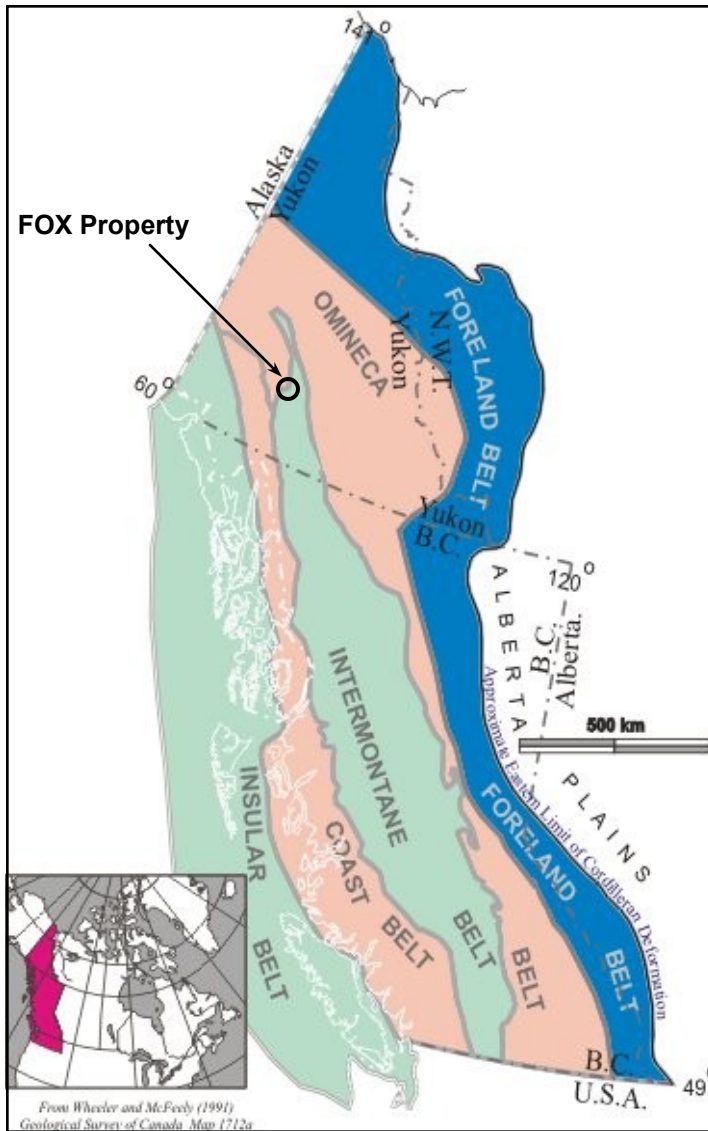 141°
Alaska
Yukon
FOX Property
OMINECA
FORELAND BELT
N.W.T.
Yukon
60°
Yukon
B.C.
120°
ALBERTA PLAINS
B.C.
Alberta.
Approximate Eastern Limit of Cordilleran Deformation
500 km
INTERMONTANE
BELT
INSULAR
BELT
COAST
BELT
BELT
FORELAND
BELT
B.C.
U.S.A.
49°
From Wheeler and McFeely (1991)
Geological Survey of Canada Map 1712a